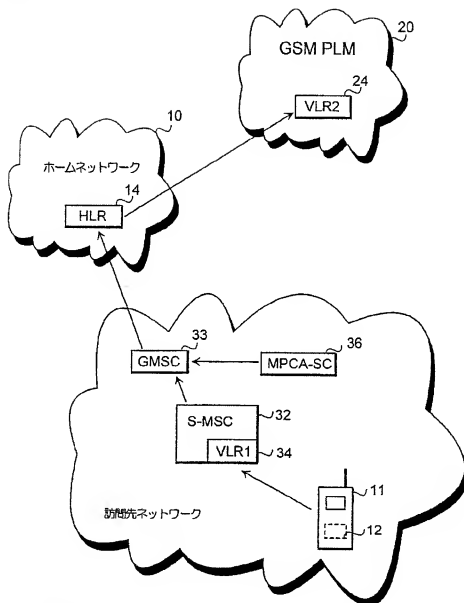 20
GSM PLM
24
VLR2
10
ホームネットワーク
14
HLR
33
GMSC
36
MPCA-SC
32
S-MSC
VLR1
34
11
12
訪問先ネットワーク